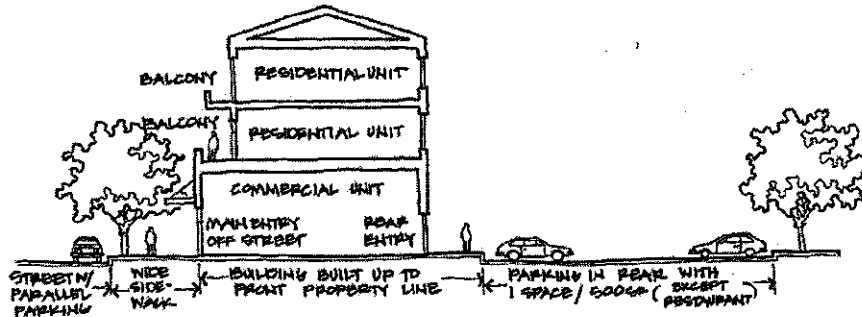 RESIDENTIAL UNIT
BALCONY
RESIDENTIAL UNIT
BALCONY
COMMERCIAL UNIT
MAIN ENTRY
OFF STREET
REAR
ENTRY
STREET W/
PARALLEL
PARKING
WIDE
SIDE-
WALK
BUILDING BUILT UP TO
FRONT PROPERTY LINE
PARKING IN REAR WITH
1 SPACE / 500SF (EXCEPT
RESTAURANT)